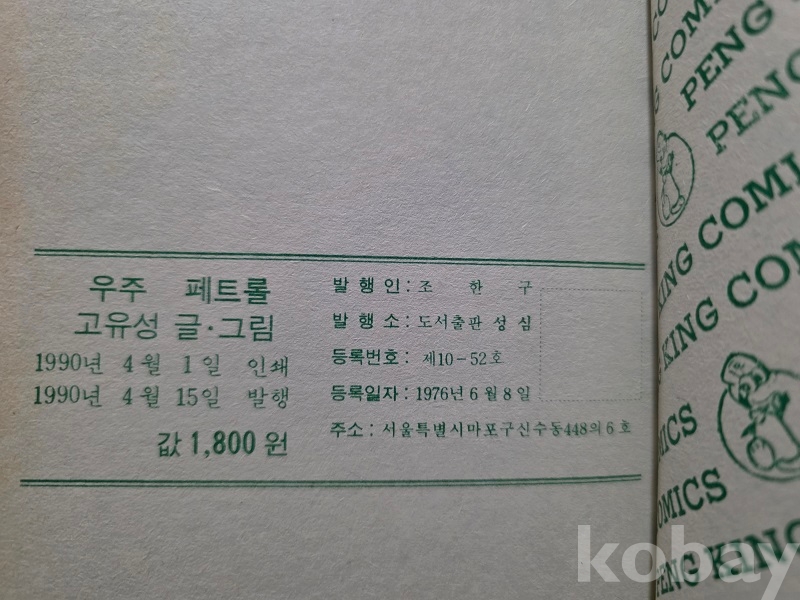 우주 페트롤
고유성 글·그림
1990년 4월 1일 인쇄
1990년 4월 15일 발행
값 1,800 원
발행인: 조 한 구
발행소: 도서출판 성심
등록번호: 제10-52호
등록일자: 1976년 6월 8일
주소: 서울특별시마포구신수동448의 6호
COMI
PENG
PENG
KING COMI
KING COM
MICS
OMICS
PENG KING
kobay